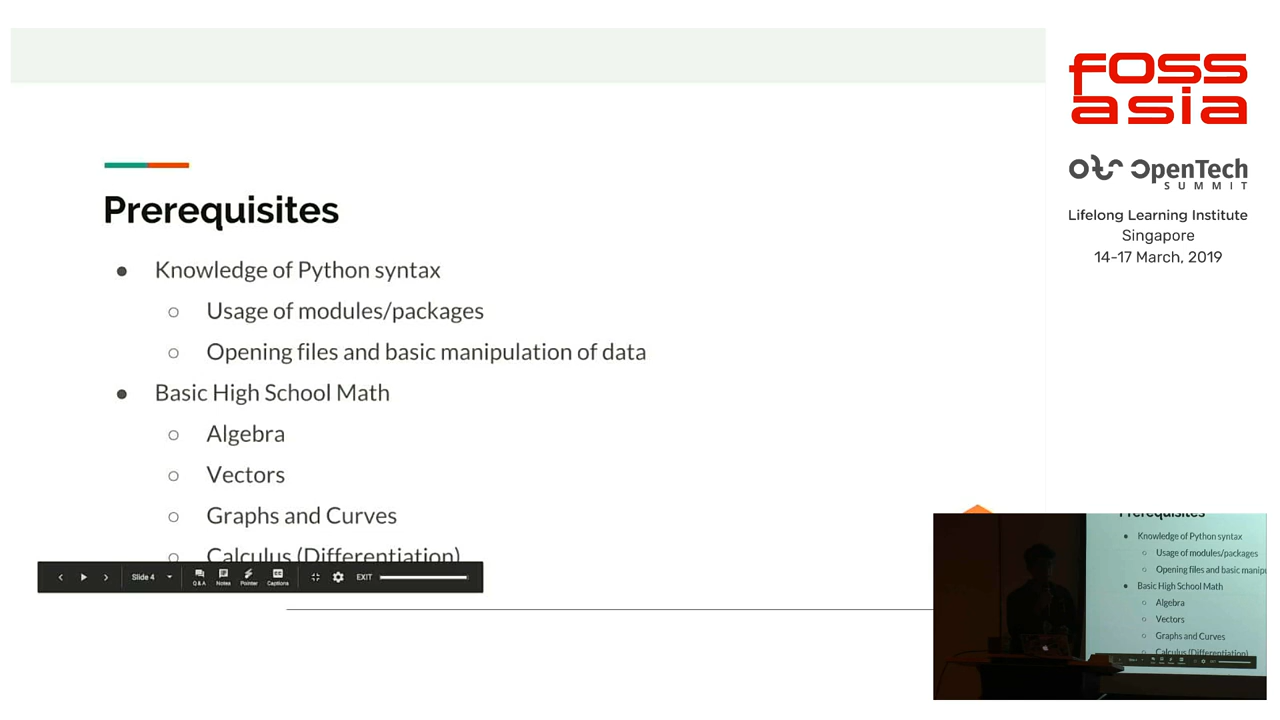 Prerequisites
● Knowledge of Python syntax
○ Usage of modules/packages
○ Opening files and basic manipulation of data
● Basic High School Math
○ Algebra
○ Vectors
○ Graphs and Curves
○ Calculus (Differentiation)
Slide 4
Q&A
Notes
Pointer
Captions
EXIT
foss
asia
OpenTech
SUMMIT
Lifelong Learning Institute
Singapore
14-17 March, 2019
Prerequisites
● Knowledge of Python syntax
○ Usage of modules/packages
○ Opening files and basic manipu
● Basic High School Math
○ Algebra
○ Vectors
○ Graphs and Curves
○ Calculus (Differentiation)